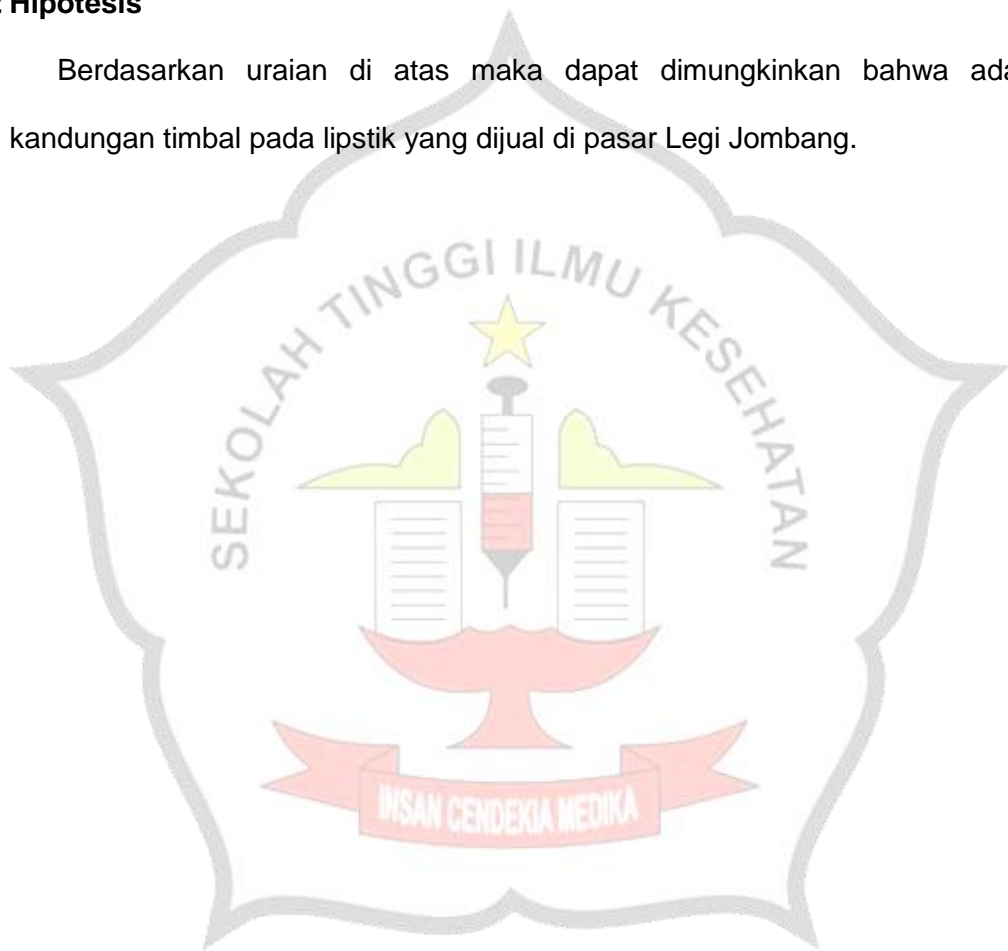 Hipotesis
Berdasarkan uraian di atas maka dapat dimungkinkan bahwa ada
kandungan timbal pada lipstik yang dijual di pasar Legi Jombang.
SEKOLAH TINGGI ILMU KESEHATAN
INSAN CENDEKIA MEDIKA